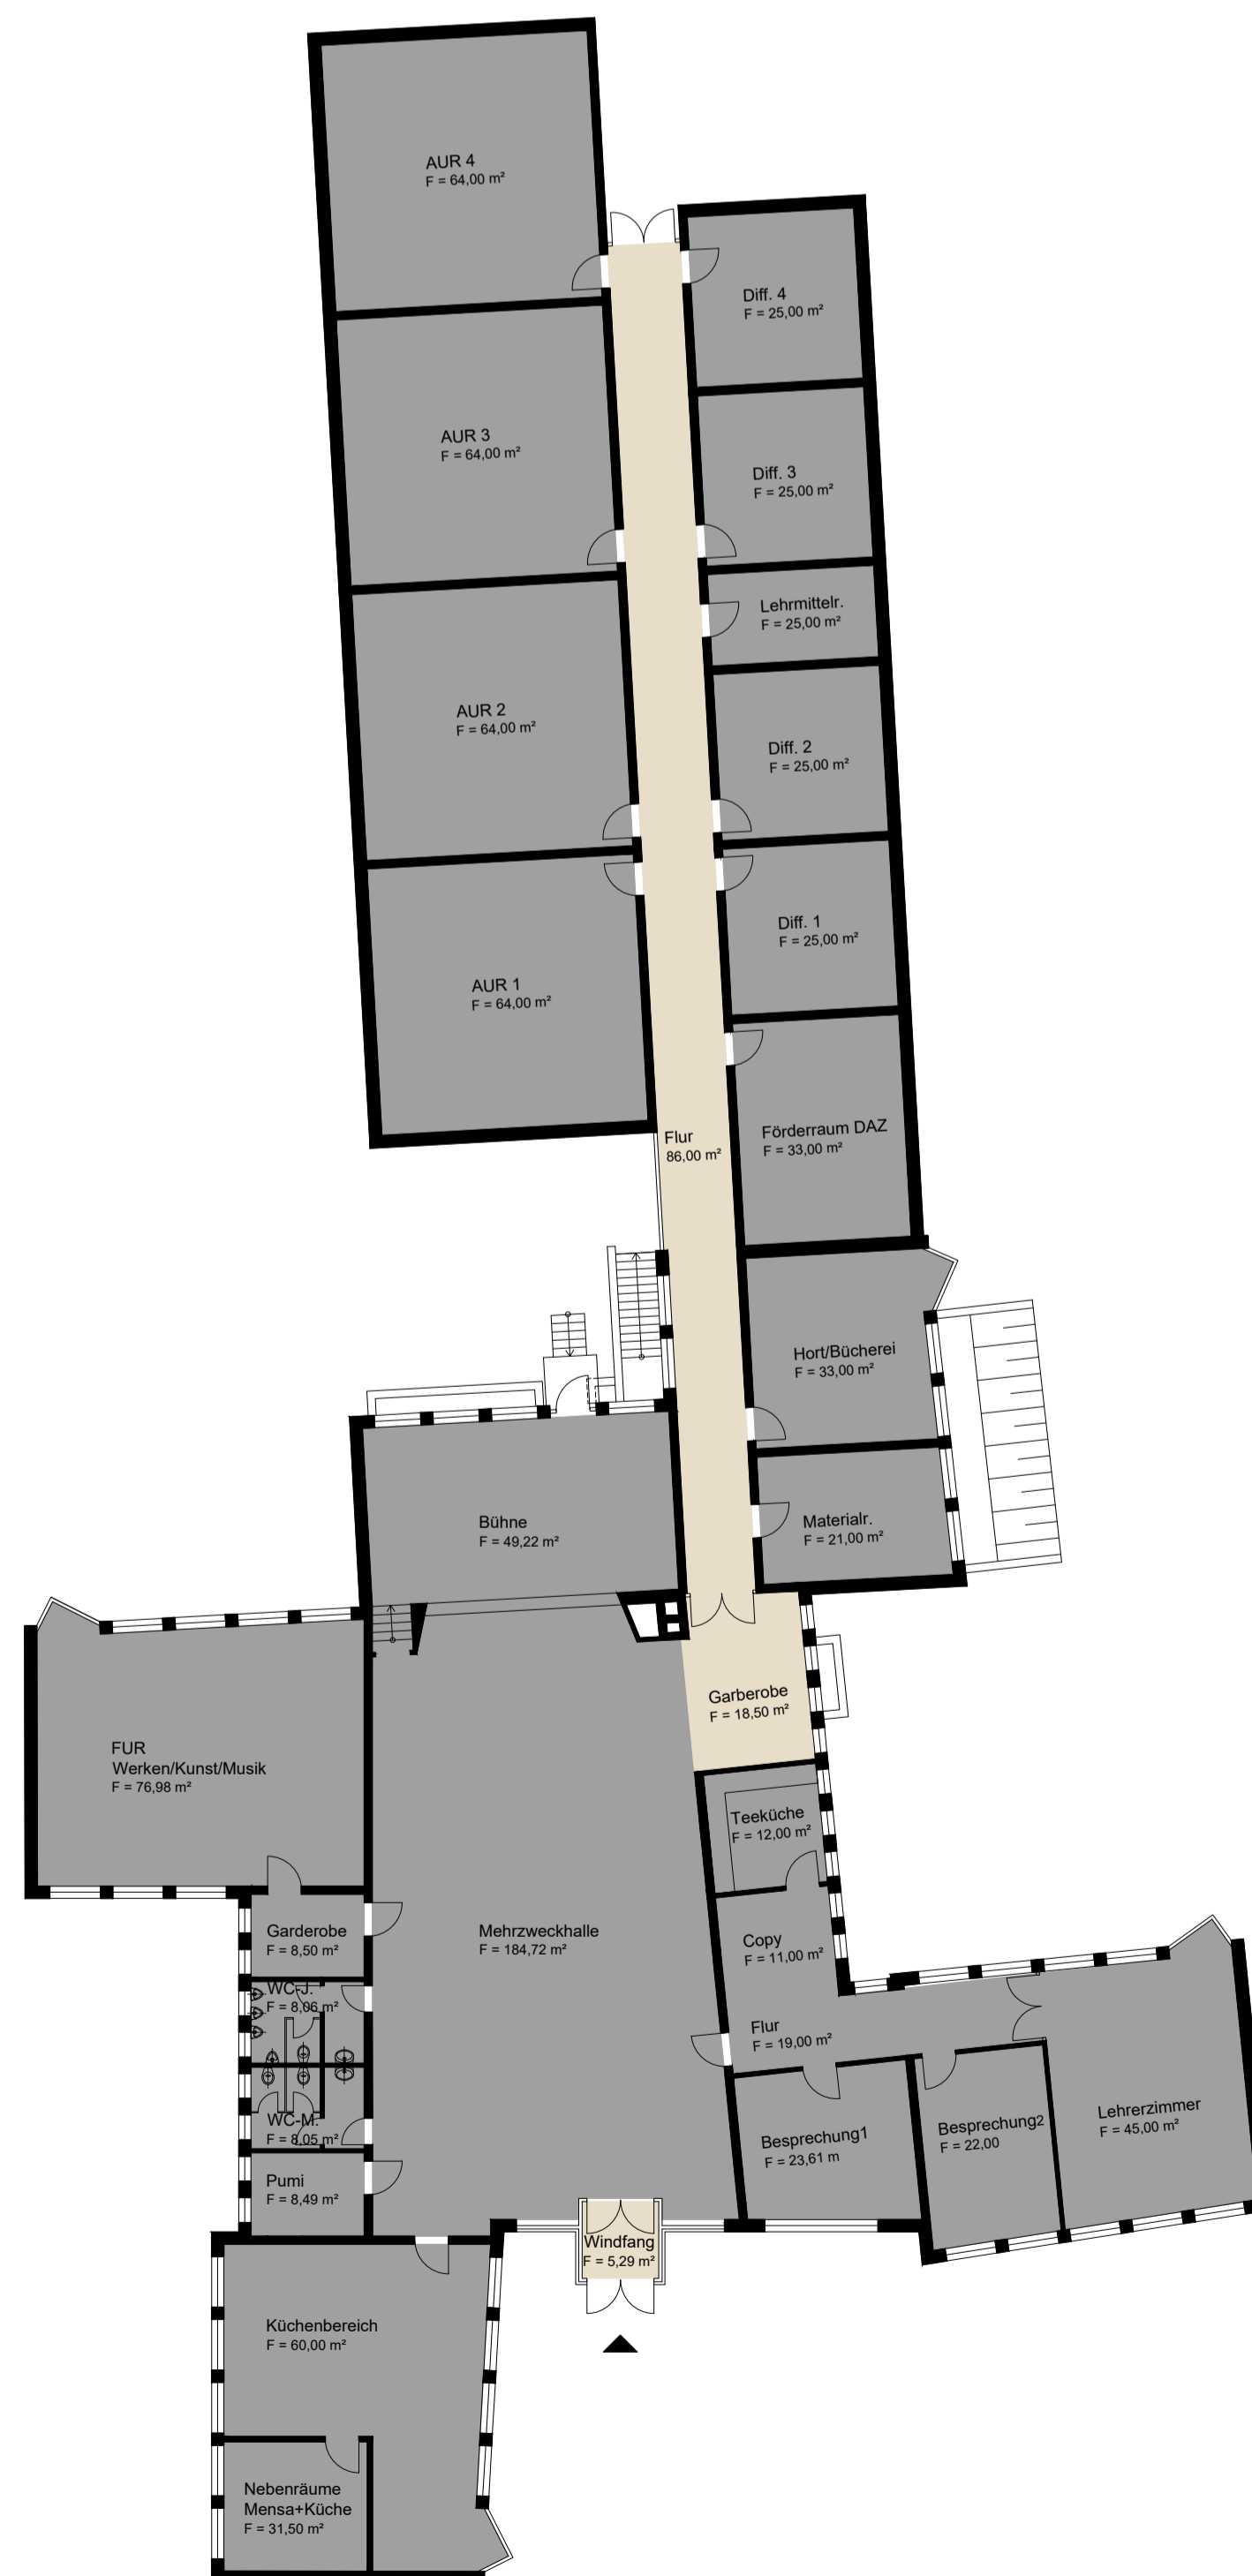 AUR 4
F = 64,00 m²
Diff. 4
F = 25,00 m²
AUR 3
F = 64,00 m²
Diff. 3
F = 25,00 m²
Lehrmittelr.
F = 25,00 m²
AUR 2
F = 64,00 m²
Diff. 2
F = 25,00 m²
Diff. 1
F = 25,00 m²
AUR 1
F = 64,00 m²
Förderraum DAZ
F = 33,00 m²
Flur
86,00 m²
Hort/Bücherei
F = 33,00 m²
Bühne
F = 49,22 m²
Materialr.
F = 21,00 m²
Garberobe
F = 18,50 m²
FUR
Werken/Kunst/Musik
F = 76,98 m²
Teeküche
F = 12,00 m²
Garderobe
F = 8,50 m²
Mehrzweckhalle
F = 184,72 m²
Copy
F = 11,00 m²
WC-J.
F = 8,06 m²
Flur
F = 19,00 m²
WC-M.
F = 8,05 m²
Besprechung1
F = 23,61 m
Besprechung2
F = 22,00
Lehrerzimmer
F = 45,00 m²
Pumi
F = 8,49 m²
Windfang
F = 5,29 m²
Küchenbereich
F = 60,00 m²
Nebenräume
Mensa+Küche
F = 31,50 m²